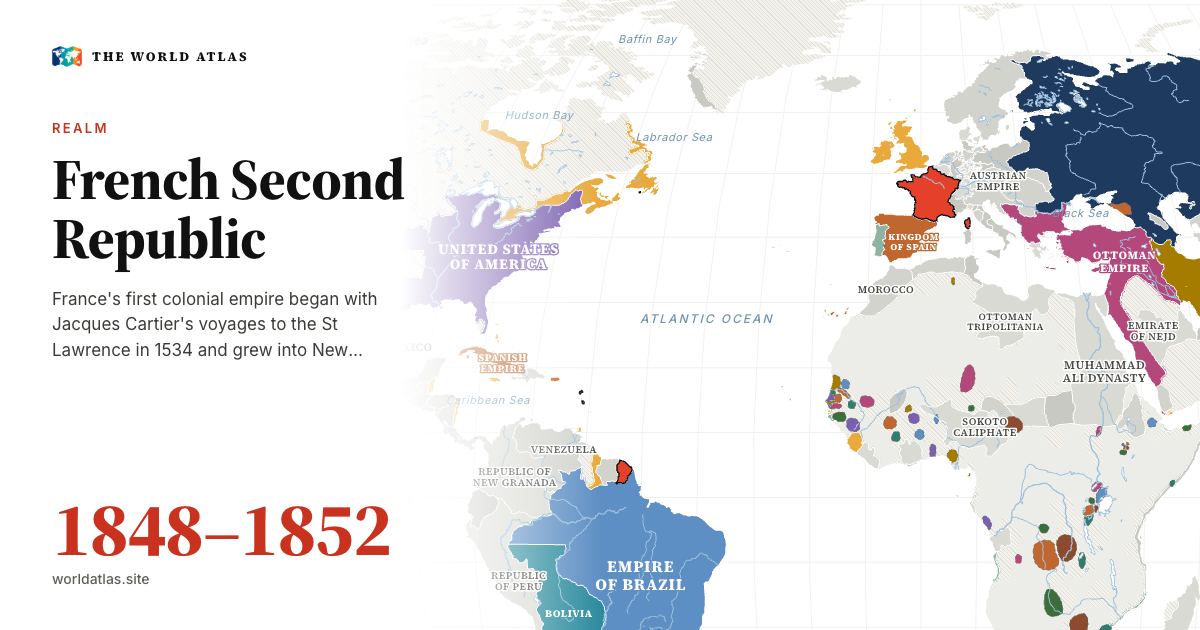 THE WORLD ATLAS
REALM
French Second
Republic
France's first colonial empire began with
Jacques Cartier's voyages to the St
Lawrence in 1534 and grew into New...
1848–1852
worldatlas.site
Baffin Bay
Hudson Bay
Labrador Sea
UNITED STATES
OF AMERICA
AUSTRIAN
EMPIRE
KINGDOM
OF SPAIN
OTTOMAN
EMPIRE
MOROCCO
ATLANTIC OCEAN
OTTOMAN
TRIPOLITANIA
EMIRATE
OF NEJD
MUHAMMAD
ALI DYNASTY
SPANISH
EMPIRE
Caribbean Sea
SOKOTO
CALIPHATE
VENEZUELA
REPUBLIC OF
NEW GRANADA
EMPIRE
OF BRAZIL
REPUBLIC
OF PERU
BOLIVIA